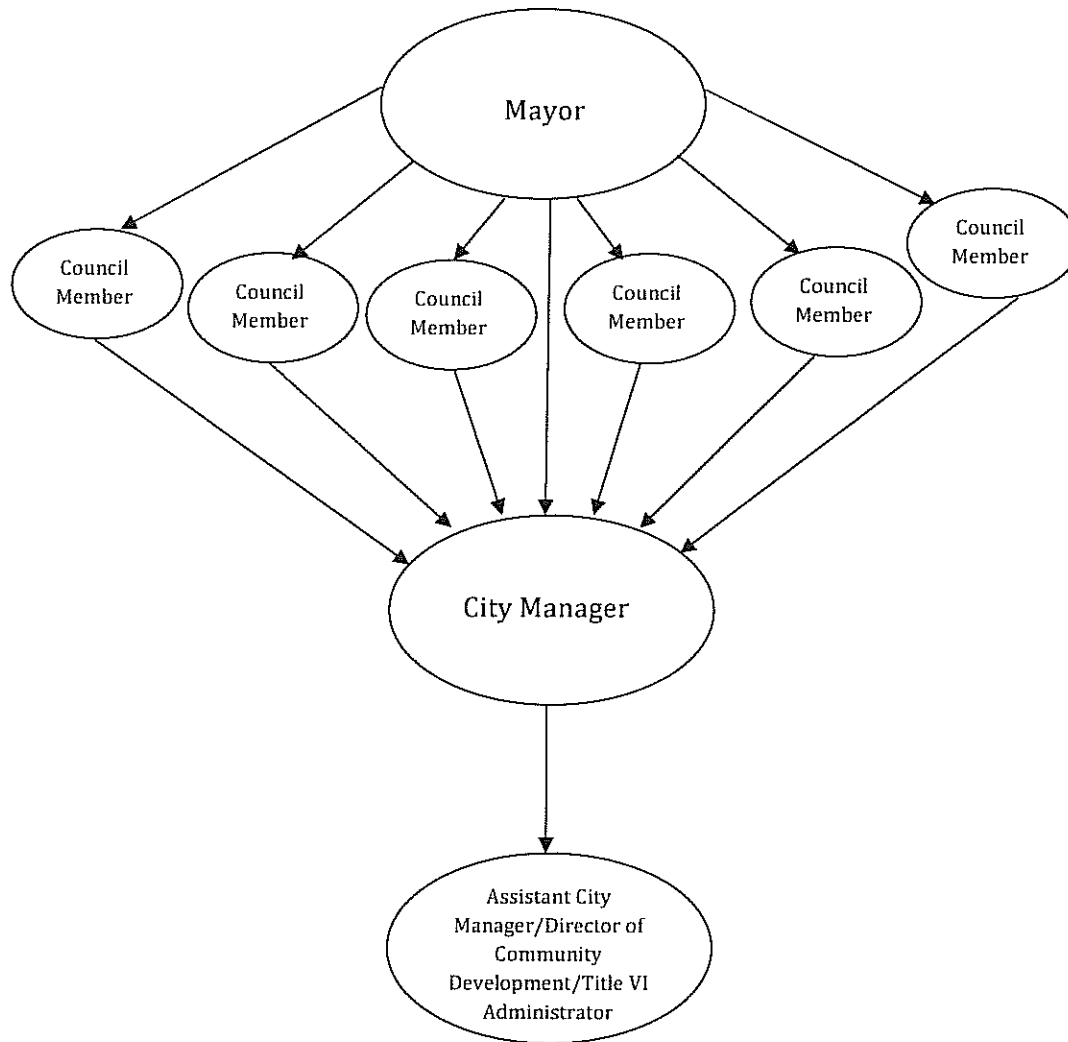 Mayor
Council
Member
Council
Member
Council
Member
Council
Member
Council
Member
Council
Member
City Manager
Assistant City
Manager/Director of
Community
Development/Title VI
Administrator